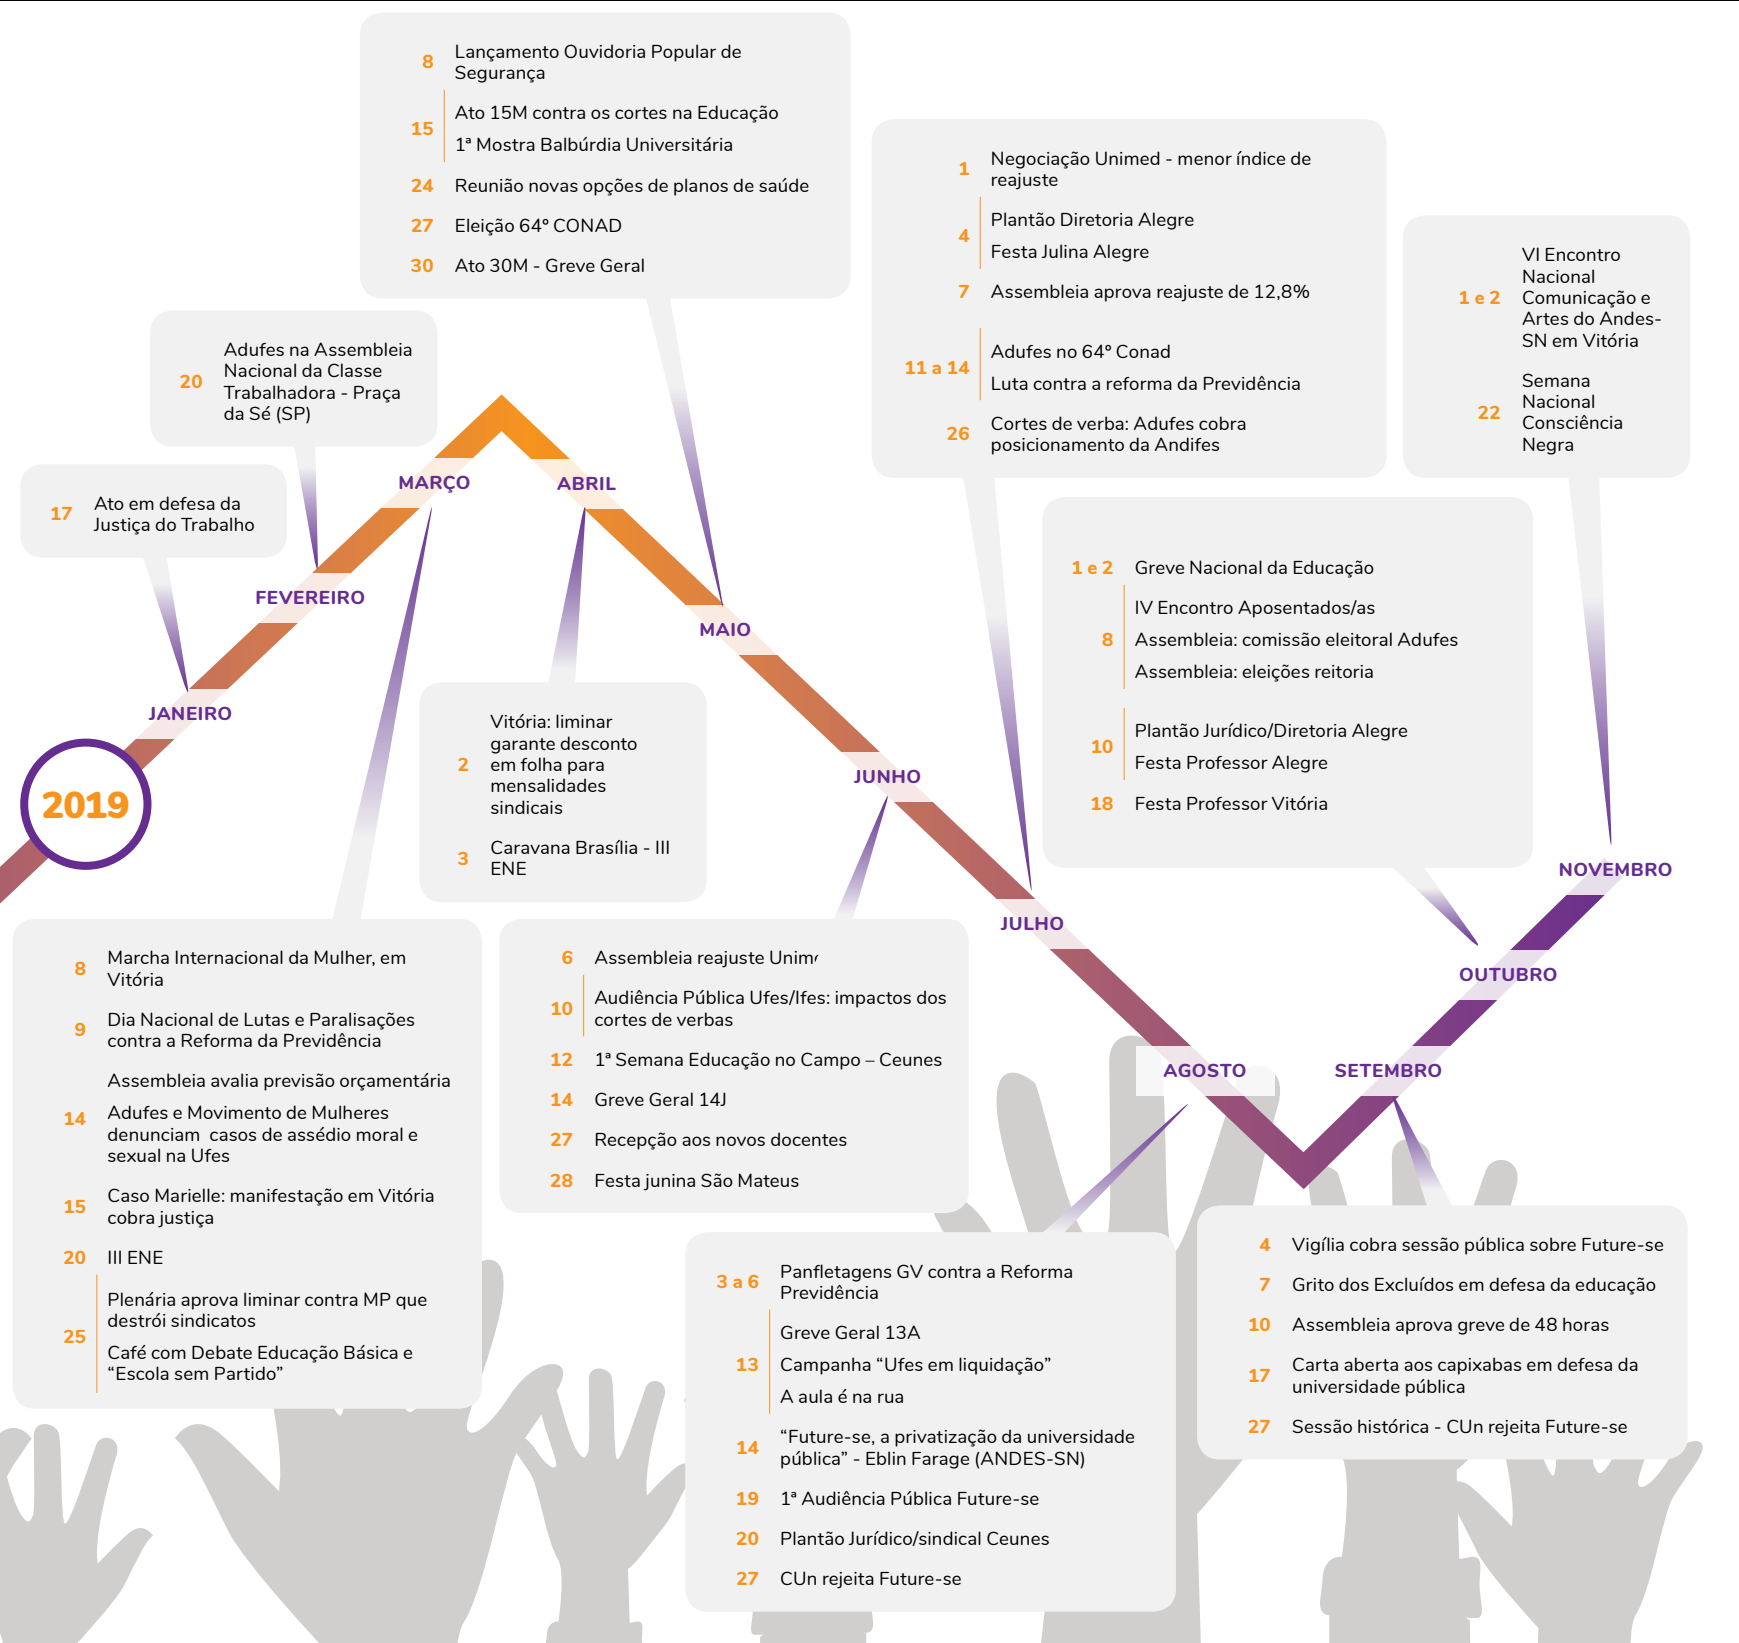 2019
JANEIRO
17
Ato em defesa da
Justiça do Trabalho
FEVEREIRO
20
Adufes na Assembleia
Nacional da Classe
Trabalhadora - Praça
da Sé (SP)
MARÇO
8
Marcha Internacional da Mulher, em
Vitória
9
Dia Nacional de Lutas e Paralisações
contra a Reforma da Previdência
14
Assembleia avalia previsão orçamentária
Adufes e Movimento de Mulheres
denunciam casos de assédio moral e
sexual na Ufes
15
Caso Marielle: manifestação em Vitória
cobra justiça
20
III ENE
25
Plenária aprova liminar contra MP que
destrói sindicatos
Café com Debate Educação Básica e
“Escola sem Partido”
ABRIL
2
Vitória: liminar
garante desconto
em folha para
mensalidades
sindicais
3
Caravana Brasília - III
ENE
MAIO
8
Lançamento Ouvidoria Popular de
Segurança
15
Ato 15M contra os cortes na Educação
1ª Mostra Balbúrdia Universitária
24
Reunião novas opções de planos de saúde
27
Eleição 64º CONAD
30
Ato 30M - Greve Geral
JUNHO
6
Assembleia reajuste
10
Audiência Pública Ufes/Ifes: impactos dos
cortes de verbas
12
1ª Semana Educação no Campo – Ceunes
14
Greve Geral 14J
27
Recepção aos novos docentes
28
Festa junina São Mateus
JULHO
1
Negociação Unimed - menor índice de
reajuste
4
Plantão Diretoria Alegre
Festa Julina Alegre
7
Assembleia aprova reajuste de 12,8%
11 a 14
Adufes no 64º Conad
Luta contra a reforma da Previdência
26
Cortes de verba: Adufes cobra
posicionamento da Andifes
AGOSTO
3 a 6
Panfletagens GV contra a Reforma
Previdência
13
Greve Geral 13A
Campanha “Ufes em liquidação”
A aula é na rua
14
“Future-se, a privatização da universidade
pública” - Eblin Farage (ANDES-SN)
19
1ª Audiência Pública Future-se
20
Plantão Jurídico/sindical Ceunes
27
CUn rejeita Future-se
SETEMBRO
4
Vigília cobra sessão pública sobre Future-se
7
Grito dos Excluídos em defesa da educação
10
Assembleia aprova greve de 48 horas
17
Carta aberta aos capixabas em defesa da
universidade pública
27
Sessão histórica - CUn rejeita Future-se
OUTUBRO
1 e 2
Greve Nacional da Educação
8
IV Encontro Aposentados/as
Assembleia: comissão eleitoral Adufes
Assembleia: eleições reitoria
10
Plantão Jurídico/Diretoria Alegre
Festa Professor Alegre
18
Festa Professor Vitória
NOVEMBRO
1 e 2
VI Encontro
Nacional
Comunicação e
Artes do Andes-
SN em Vitória
22
Semana
Nacional
Consciência
Negra